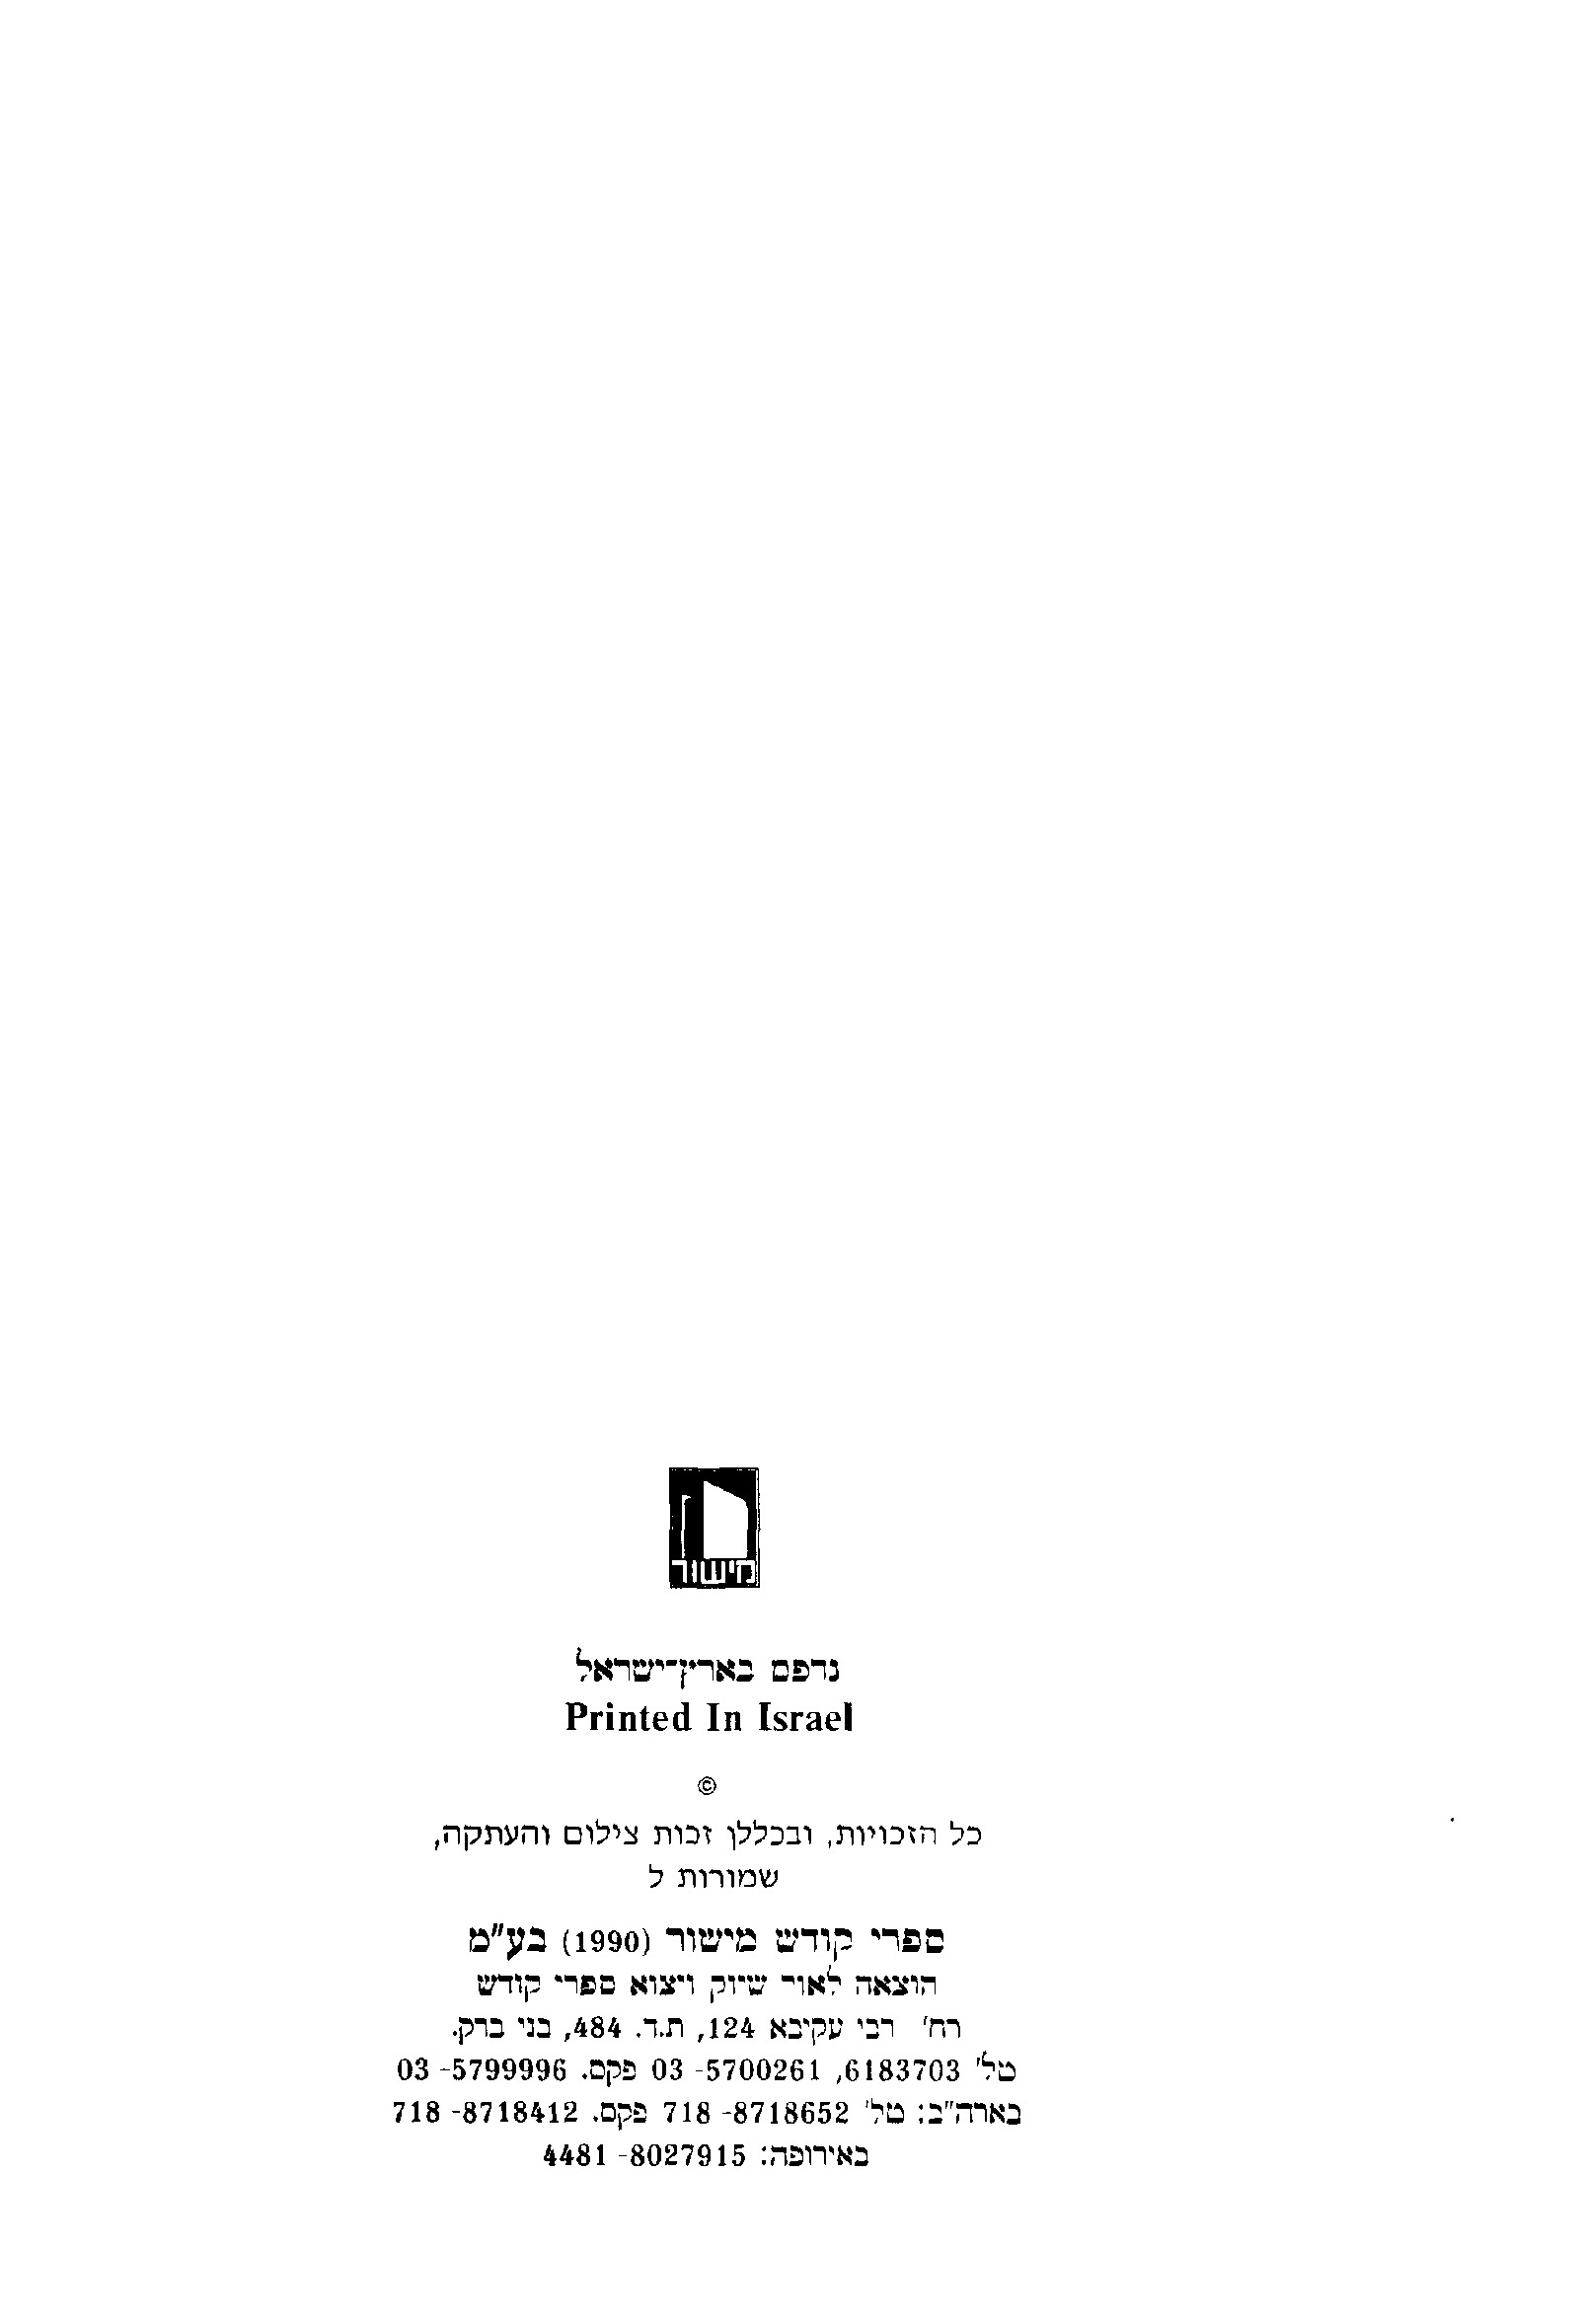 מישור
נדפס בארץ־ישראל
Printed In Israel
©
כל הזכויות, ובכללן זכות צילום והעתקה,
שמורות ל
ספרי קודש מישור (1990) בע"מ
הוצאה לאור שיווק ויצוא ספרי קודש
רח' רבי עקיבא 124, ת.ד. 484, בני ברק.
טל' 6183703, 5700261- 03 פקס. 5799996- 03
בארה"ב: טל' 8718652- 718 פקס. 8718412- 718
באירופה: 8027915- 4481